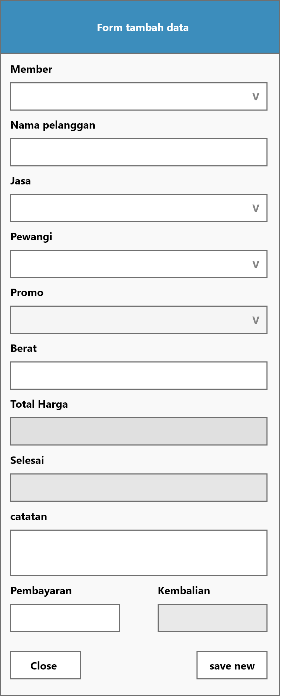 Form tambah data
Member
V
Nama pelanggan
Jasa
V
Pewangi
V
Promo
V
Berat
Total Harga
Selesai
catatan
Pembayaran Kembalian
Close save new